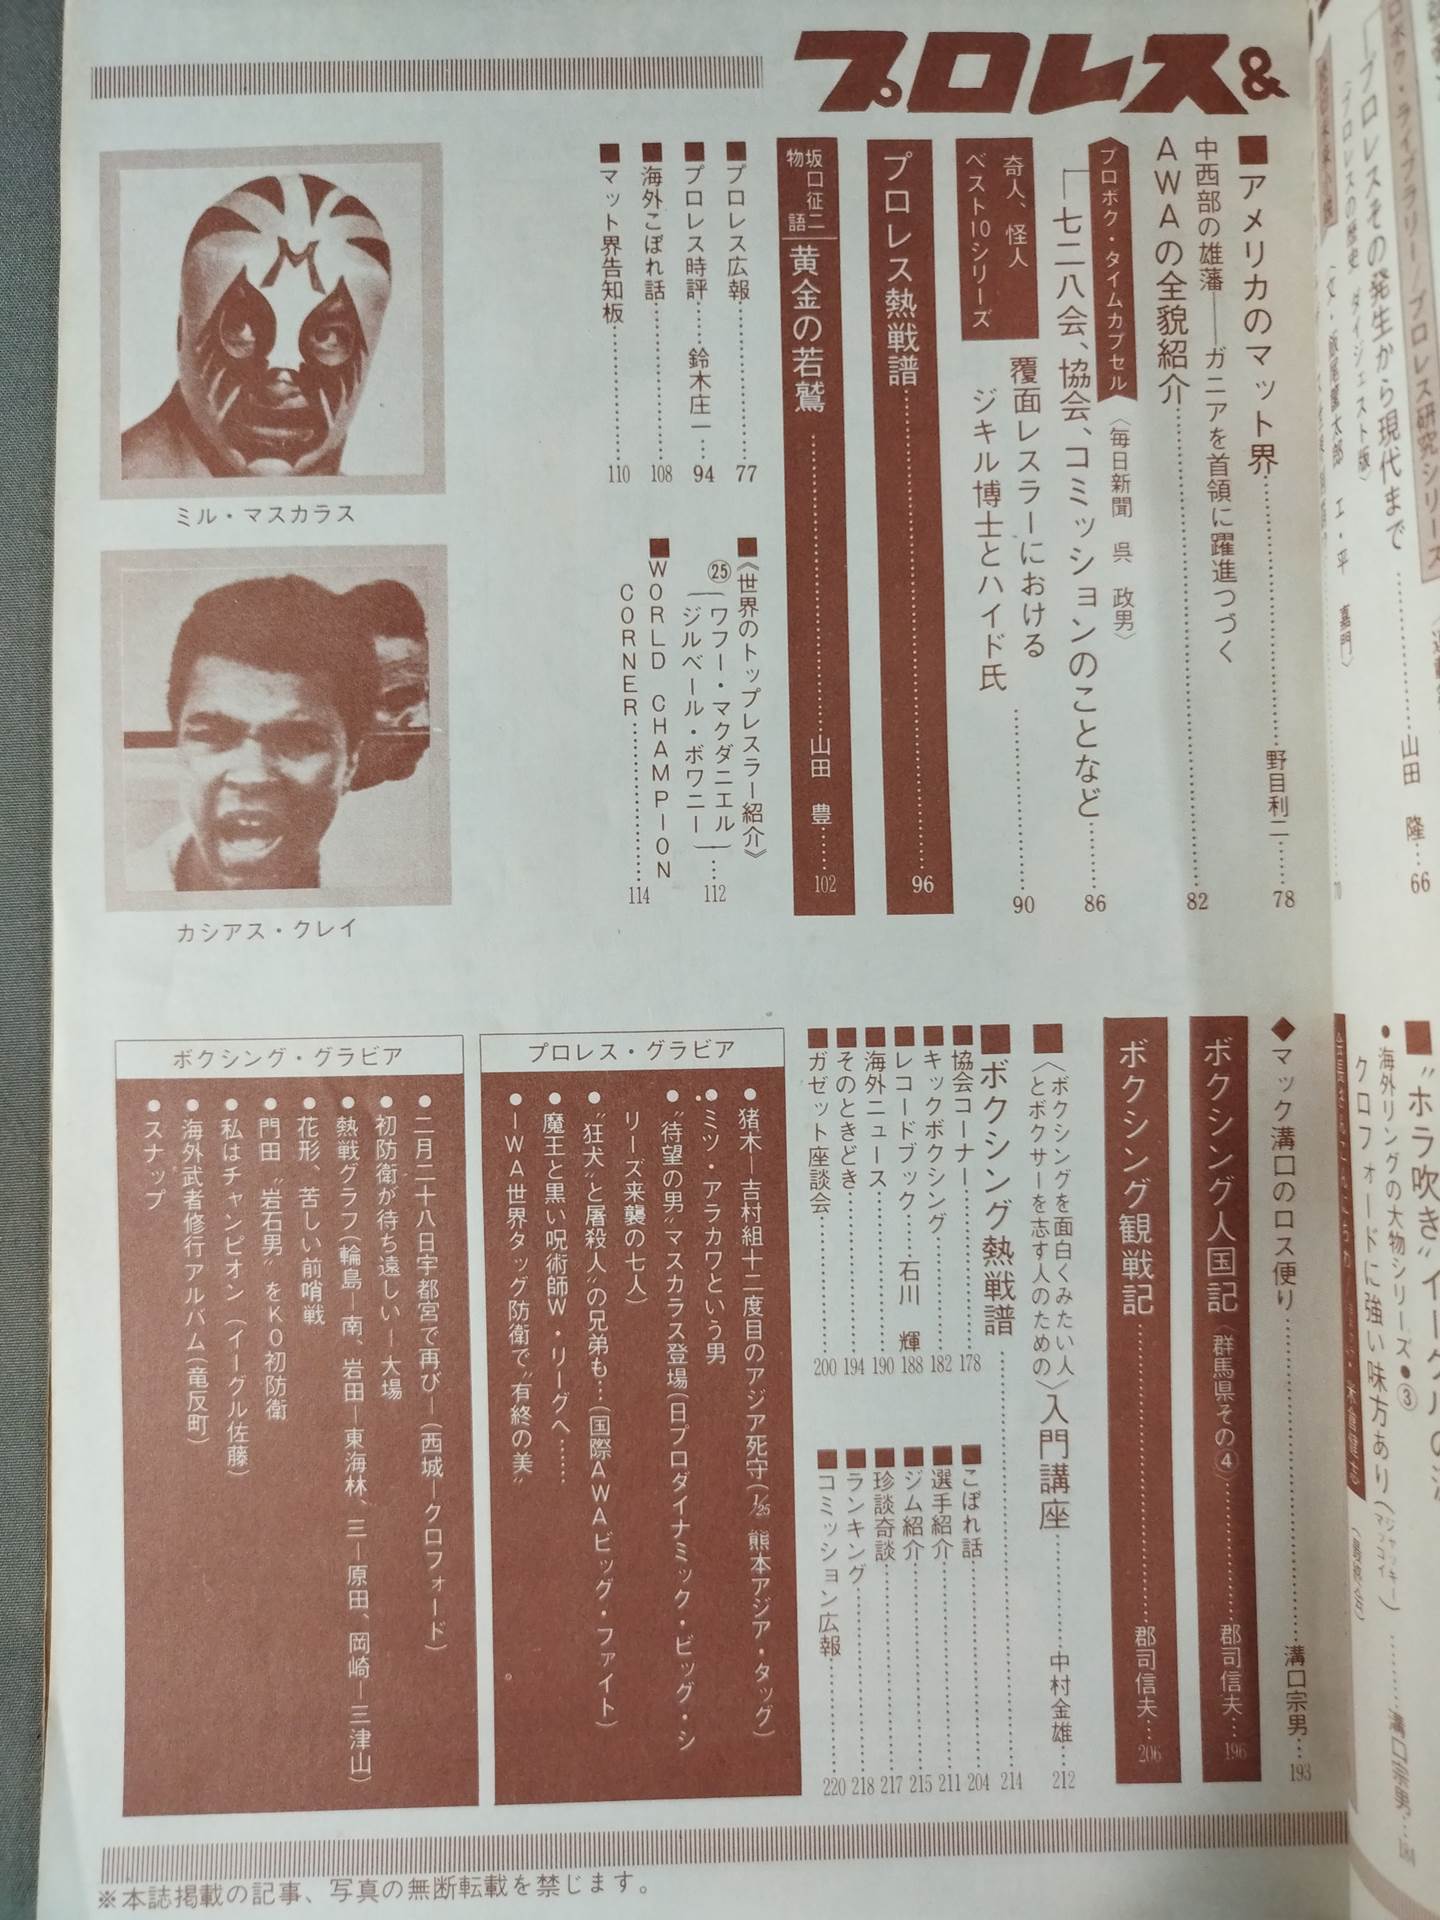 プロレス&
“ホラ吹き”イーグルの
●海外リングの大物シリーズ●③
クロフォードに強い味方あり
溝口宗男…184
プロレスその発生から現代まで
山田 隆…66
■アメリカのマット界…野目利二…78
中西部の雄藩——ガニアを首領に躍進つづく
AWAの全貌紹介…82
プロボク・タイムカプセル
〈毎日新聞 呉 政男〉
七二八会、協会、コミッションのことなど…86
奇人、怪人
ベスト10シリーズ
覆面レスラーにおける
ジキル博士とハイド氏…90
プロレス熱戦譜…96
坂口征二物語
黄金の若鷲…山田 豊…102
■プロレス広報…77
■プロレス時評…鈴木庄一…94
■海外こぼれ話…108
■マット界告知板…110
■《世界のトップレスラー紹介》
㉕ワフー・マクダニエル
ジルベール・ボワニー…112
■WORLD CHAMPION
CORNER…114
ミル・マスカラス
カシアス・クレイ
◆マック溝口のロス便り…溝口宗男…193
ボクシング人国記〈群馬県その④〉…郡司信夫…196
ボクシング観戦記…郡司信夫…206
■〈ボクシングを面白くみたい人
とボクサーを志す人のための〉入門講座…中村金雄…212
■ボクシング熱戦譜…214
■協会コーナー…178
■キックボクシング…182
■レコードブック…石川 輝…188
■海外ニュース…190
■そのときどき…194
■ガゼット座談会…200
■こぼれ話…204
■選手紹介…211
■ジム紹介…215
■珍談奇談…217
■ランキング…218
■コミッション広報…220
プロレス・グラビア
●猪木—吉村組十二度目のアジア死守(1/25 熊本アジア・タッグ)
●ミツ・アラカワという男
●“待望の男”マスカラス登場(日プロダイナミック・ビッグ・シ
リーズ来襲の七人)
●“狂犬”と屠殺人”の兄弟も…(国際AWAビッグ・ファイト)
●魔王と黒い呪術師W・リーグへ……
●IWA世界タッグ防衛で“有終の美”
ボクシング・グラビア
●二月二十八日宇都宮で再び—(西城—クロフォード)
●初防衛が待ち遠しい—大場
●熱戦グラフ(輪島—南、岩田—東海林、三—原田、岡崎—三津山)
●花形、苦しい前哨戦
●門田“岩石男”をKO初防衛
●私はチャンピオン(イーグル佐藤)
●海外武者修行アルバム(竜反町)
●スナップ
※本誌掲載の記事、写真の無断転載を禁じます。